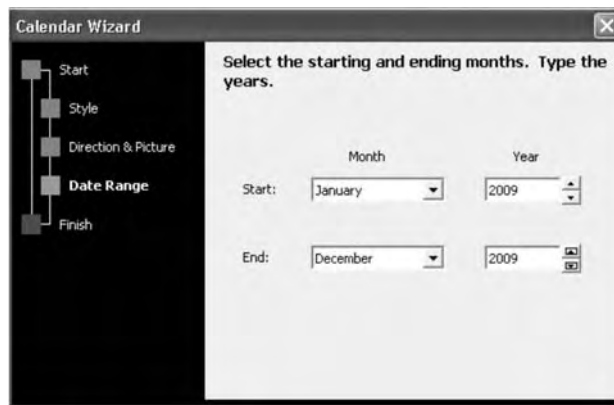 Calendar Wizard
Start
Style
Direction & Picture
Date Range
Finish
Select the starting and ending months.  Type the
years.
Month Year
Start: January 2009
End: December 2009